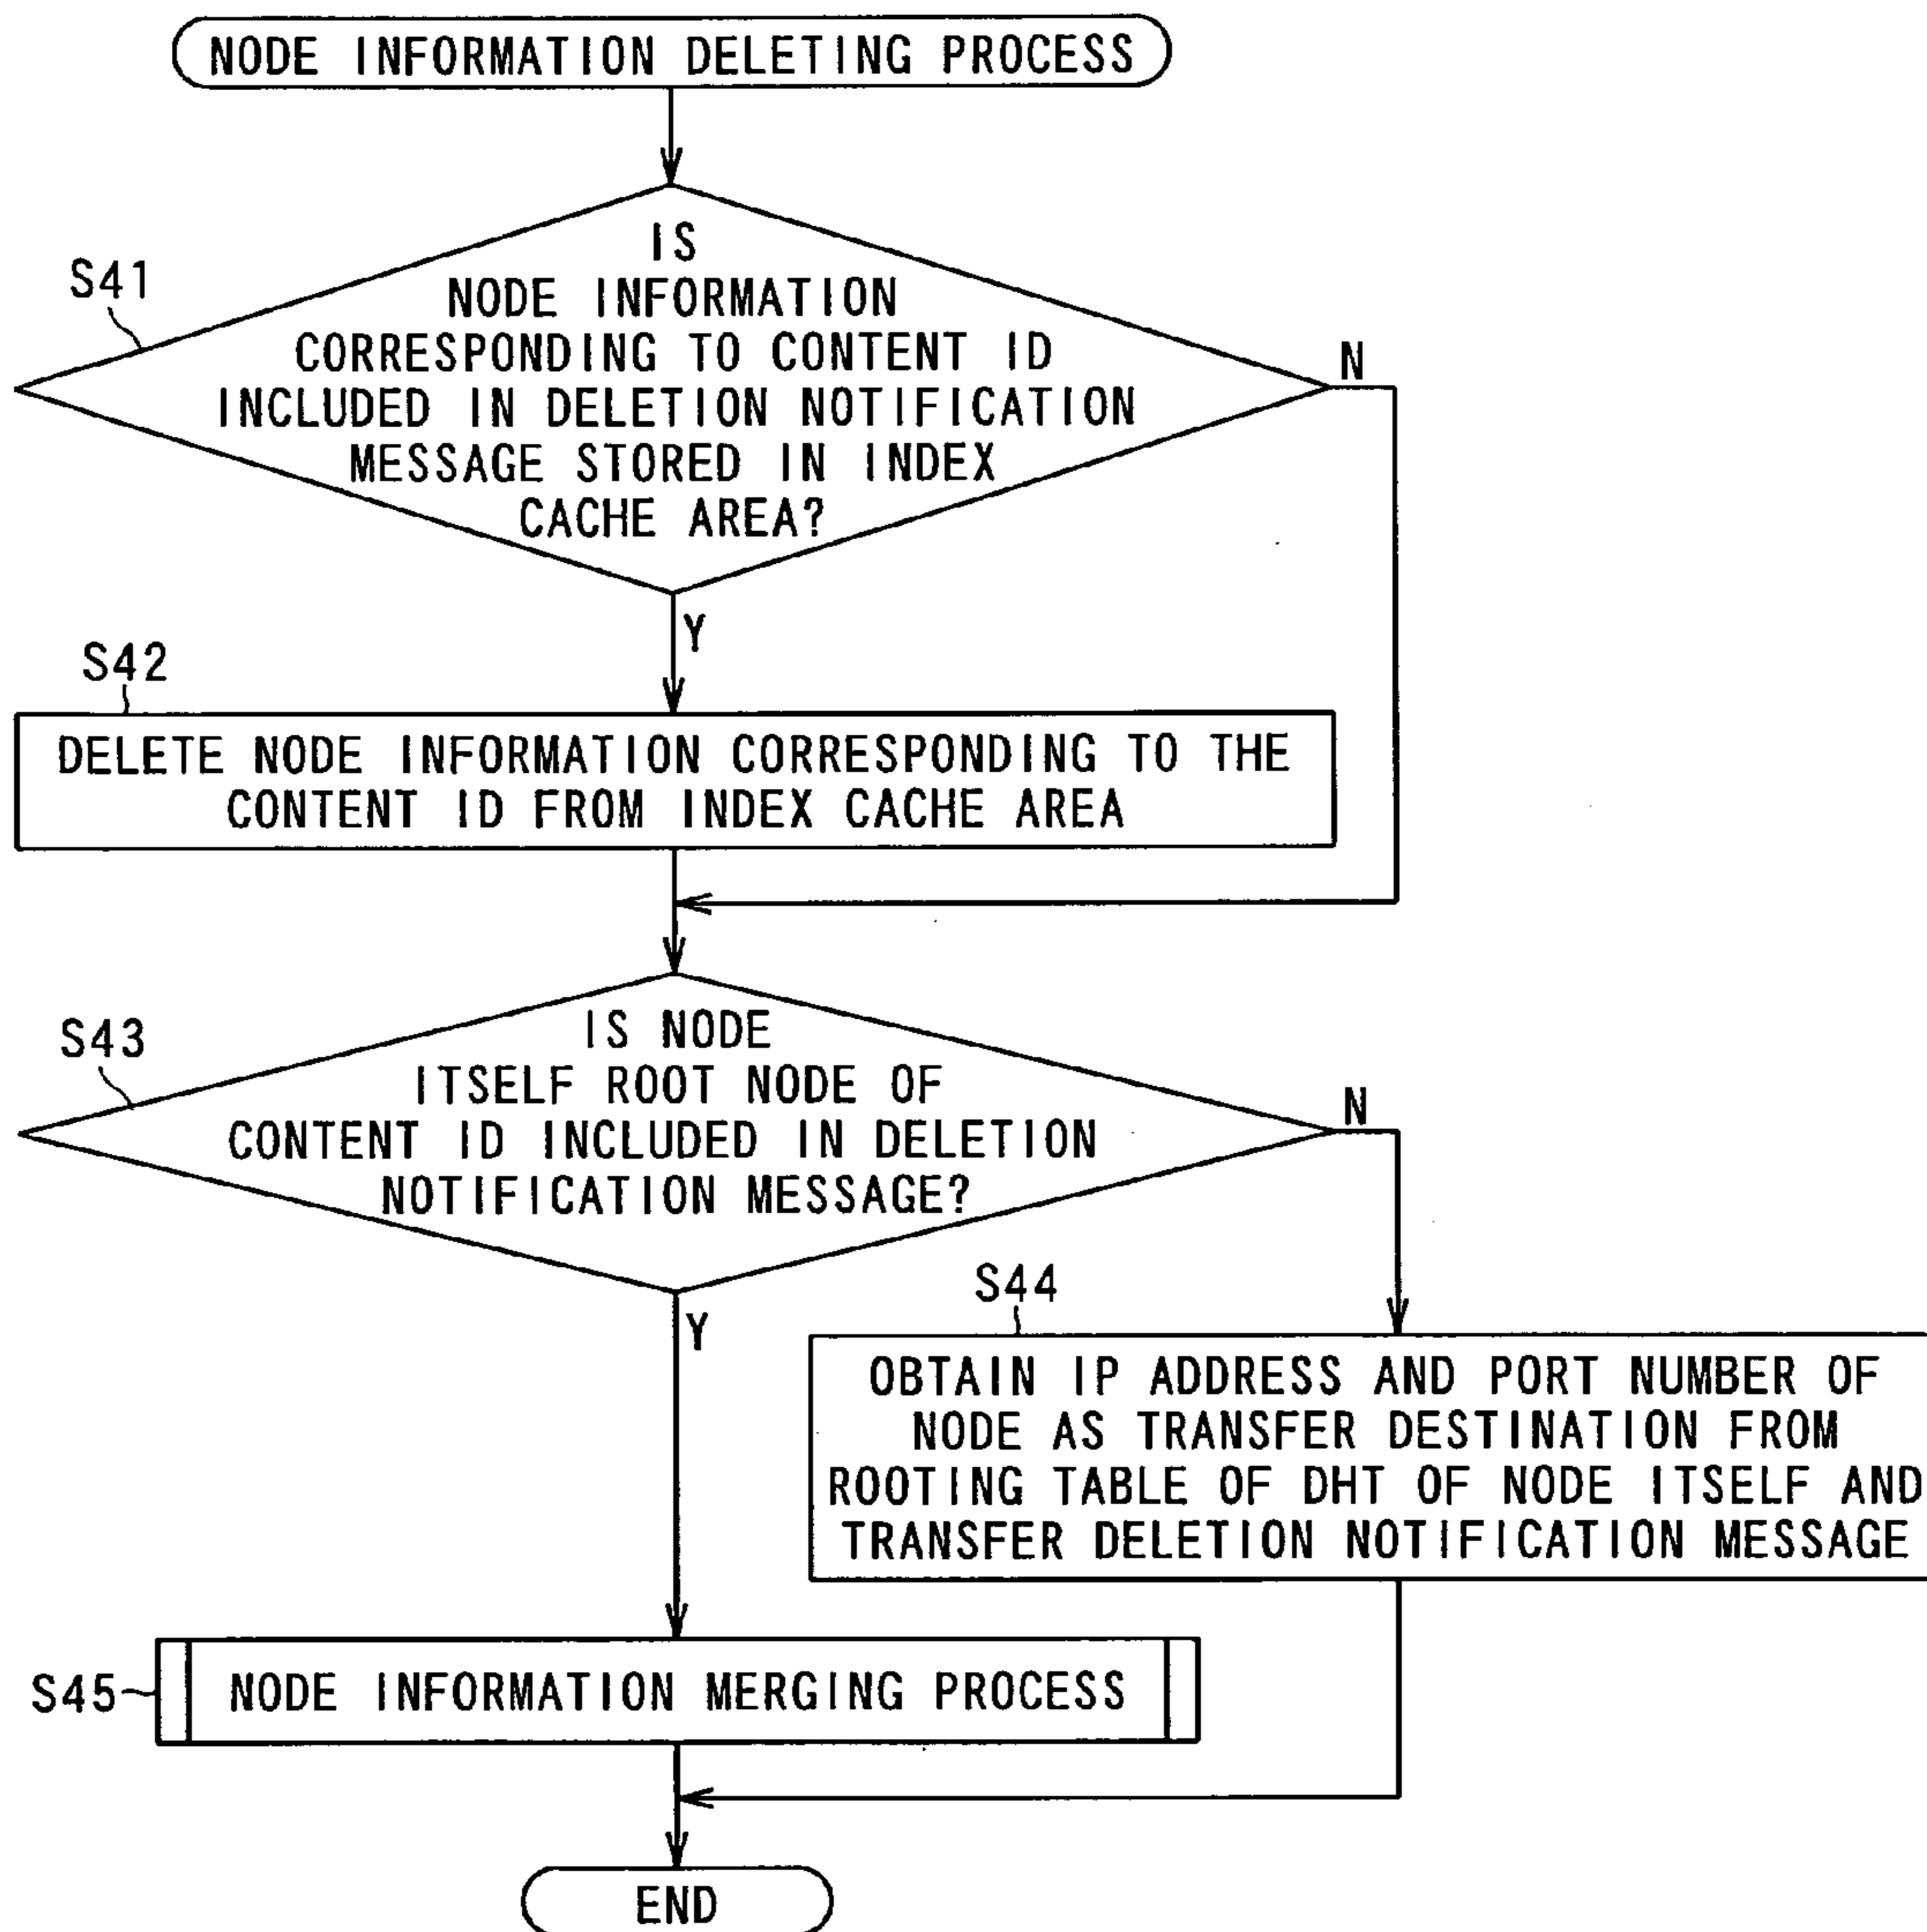 NODE INFORMATION DELETING PROCESS
S41
IS
NODE INFORMATION
CORRESPONDING TO CONTENT ID
INCLUDED IN DELETION NOTIFICATION
MESSAGE STORED IN INDEX
CACHE AREA?
N
Y
S42
DELETE NODE INFORMATION CORRESPONDING TO THE
CONTENT ID FROM INDEX CACHE AREA
S43
IS NODE
ITSELF ROOT NODE OF
CONTENT ID INCLUDED IN DELETION
NOTIFICATION MESSAGE?
N
Y
S44
OBTAIN IP ADDRESS AND PORT NUMBER OF
NODE AS TRANSFER DESTINATION FROM
ROOTING TABLE OF DHT OF NODE ITSELF AND
TRANSFER DELETION NOTIFICATION MESSAGE
S45
NODE INFORMATION MERGING PROCESS
END